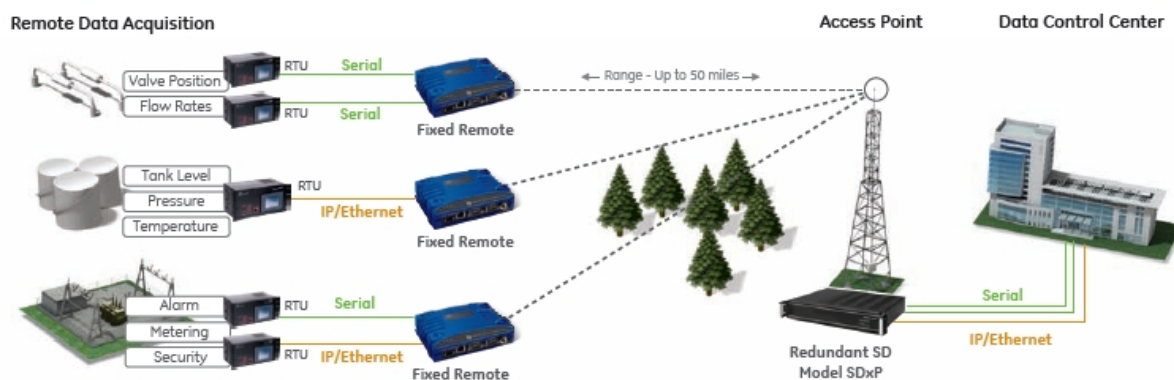 Remote Data Acquisition
Access Point
Data Control Center
Valve Position
RTU
Serial
Flow Rates
RTU
Serial
Fixed Remote
Range - Up to 50 miles
Tank Level
Pressure
Temperature
RTU
IP/Ethernet
Fixed Remote
Alarm
Metering
Security
RTU
Serial
RTU
IP/Ethernet
Fixed Remote
Redundant SD
Model SDxP
Serial
IP/Ethernet